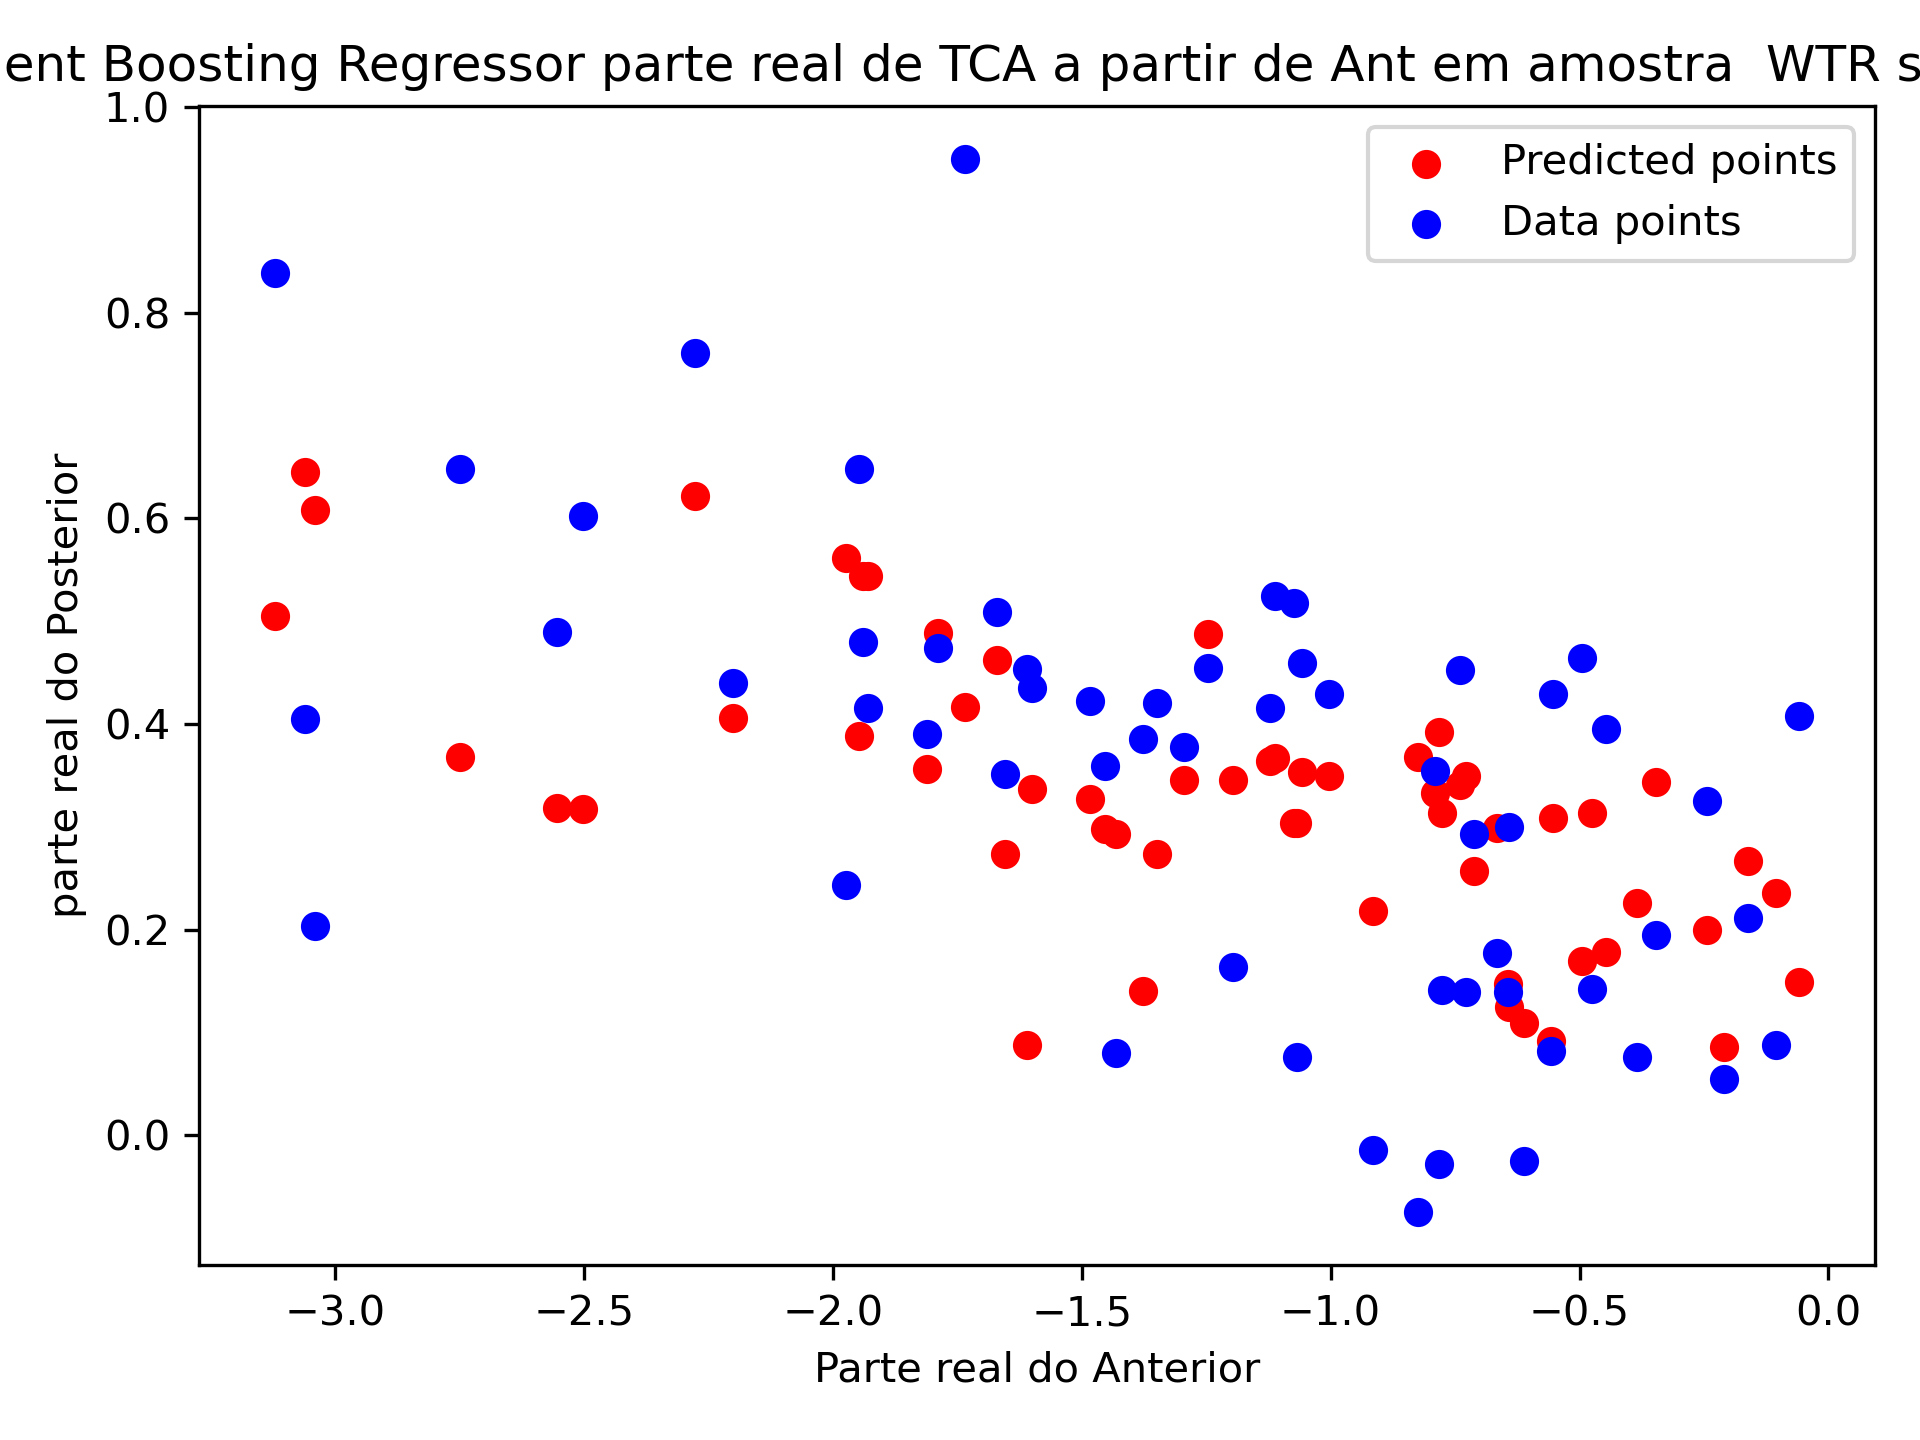 ent Boosting Regressor parte real de TCA a partir de Ant em amostra  WTR s
1.0
Predicted points
Data points
0.8
0.6
0.4
0.2
0.0
parte real do Posterior
−3.0 −2.5 −2.0 −1.5 −1.0 −0.5 0.0
Parte real do Anterior